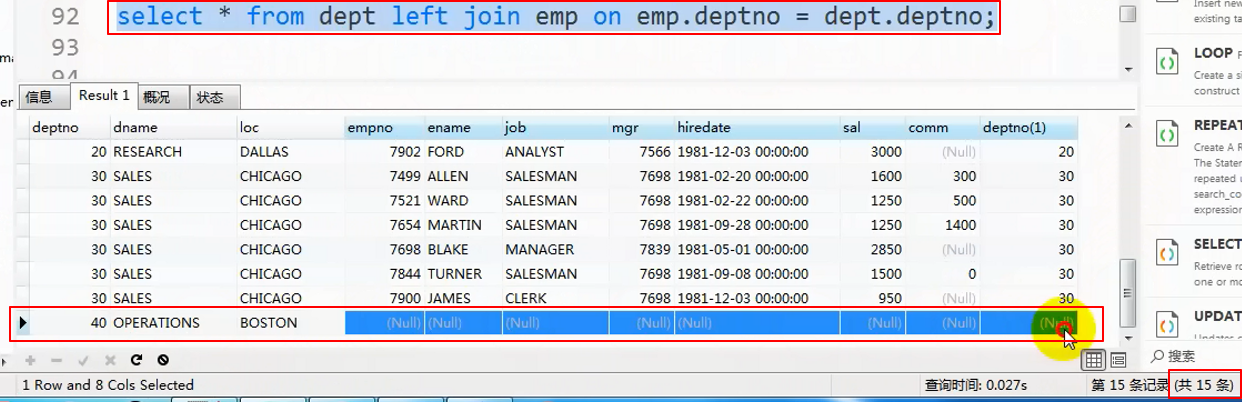 92 select * from dept left join emp on emp.deptno = dept.deptno;
93
94
信息 Result 1 概况 状态
deptno dname loc empno ename job mgr hiredate sal comm deptno(1)
20 RESEARCH DALLAS 7902 FORD ANALYST 7566 1981-12-03 00:00:00 3000 (Null) 20
30 SALES CHICAGO 7499 ALLEN SALESMAN 7698 1981-02-20 00:00:00 1600 300 30
30 SALES CHICAGO 7521 WARD SALESMAN 7698 1981-02-22 00:00:00 1250 500 30
30 SALES CHICAGO 7654 MARTIN SALESMAN 7698 1981-09-28 00:00:00 1250 1400 30
30 SALES CHICAGO 7698 BLAKE MANAGER 7839 1981-05-01 00:00:00 2850 (Null) 30
30 SALES CHICAGO 7844 TURNER SALESMAN 7698 1981-09-08 00:00:00 1500 0 30
30 SALES CHICAGO 7900 JAMES CLERK 7698 1981-12-03 00:00:00 950 (Null) 30
40 OPERATIONS BOSTON (Null) (Null) (Null) (Null) (Null) (Null) (Null) (Null)
1 Row and 8 Cols Selected 查询时间: 0.027s 第 15 条记录 (共 15 条)
Insert new
existing ta
LOOP
Create a si
construct
REPEAT
Create A R
The Stater
repeated u
search_co
expression
SELECT
Retrieve ro
one or mo
UPDAT
搜索